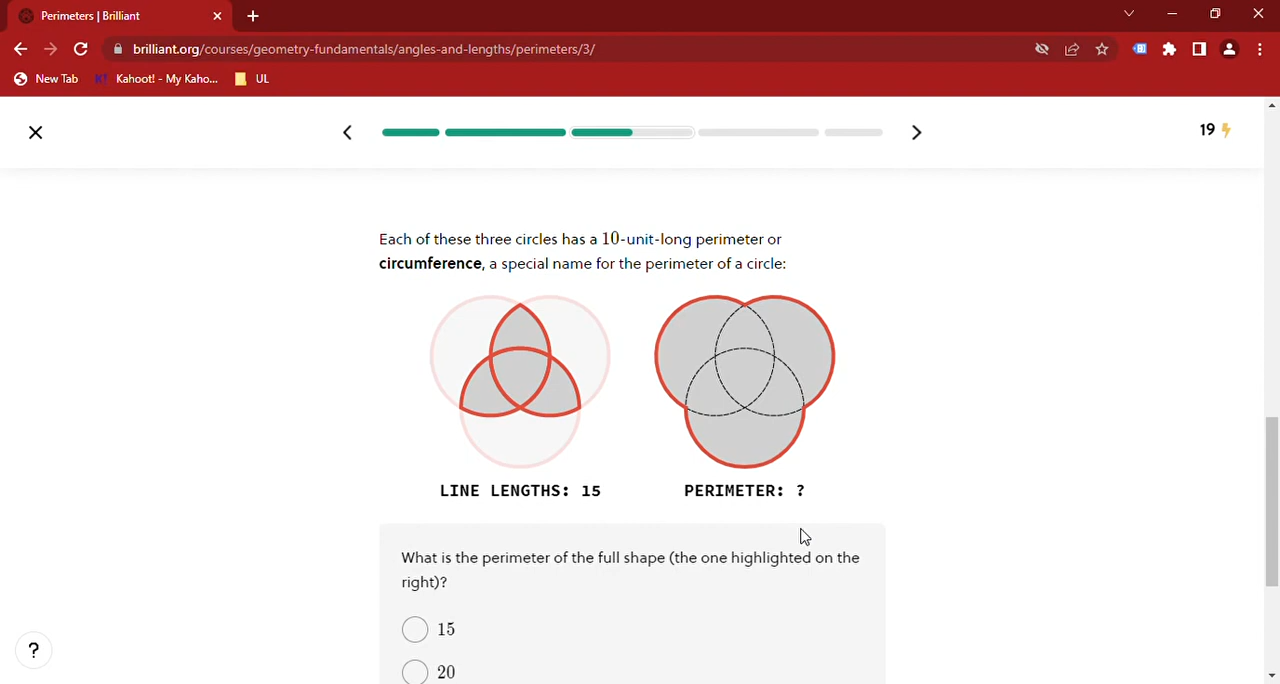 Perimeters | Brilliant
brilliant.org/courses/geometry-fundamentals/angles-and-lengths/perimeters/3/
New Tab
K! Kahoot! - My Kaho...
UL
19
Each of these three circles has a 10-unit-long perimeter or
circumference, a special name for the perimeter of a circle:
LINE LENGTHS: 15
PERIMETER: ?
What is the perimeter of the full shape (the one highlighted on the
right)?
15
20
?